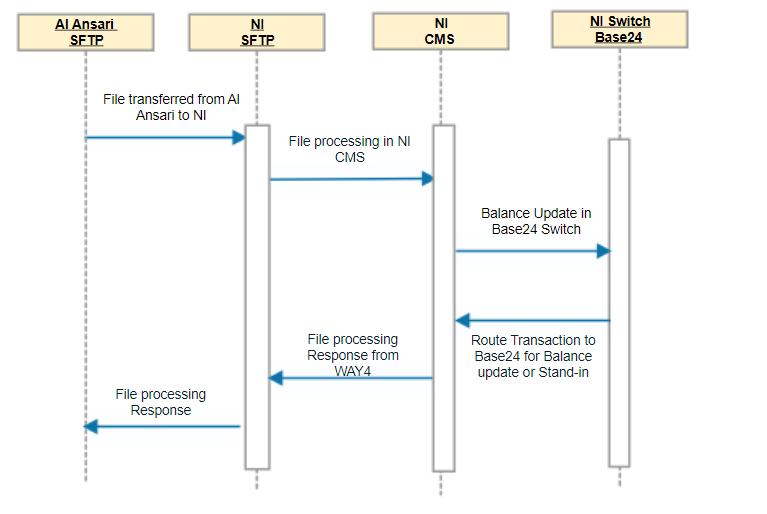 Al Ansari
SFTP
NI
SFTP
NI
CMS
NI Switch
Base24
File transferred from Al
Ansari to NI
File processing in NI
CMS
Balance Update in
Base24 Switch
Route Transaction to
Base24 for Balance
update or Stand-in
File processing
Response from
WAY4
File processing
Response